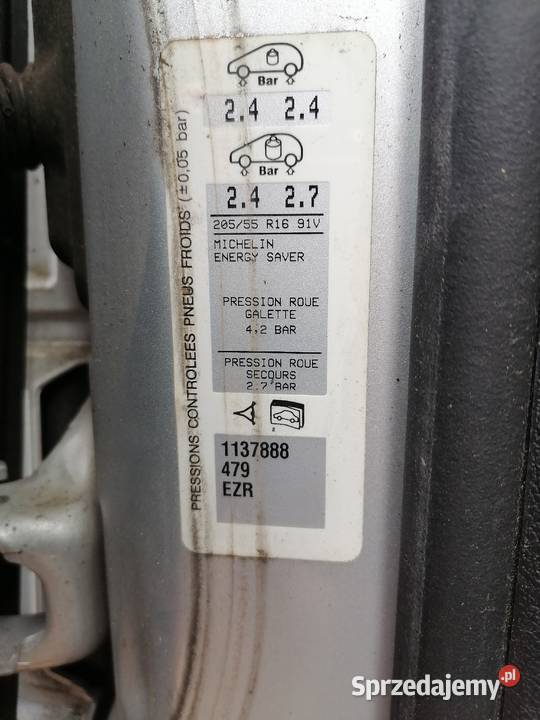 PRESSIONS CONTROLEES PNEUS FROIDS (±0,05 bar)
Bar
2.4 2.4
Bar
2.4 2.7
205/55 R16 91V
MICHELIN
ENERGY SAVER
PRESSION ROUE
GALETTE
4,2 BAR
PRESSION ROUE
SECOURS
2.7 BAR
1137888
479
EZR
Sprzedajemy.pl